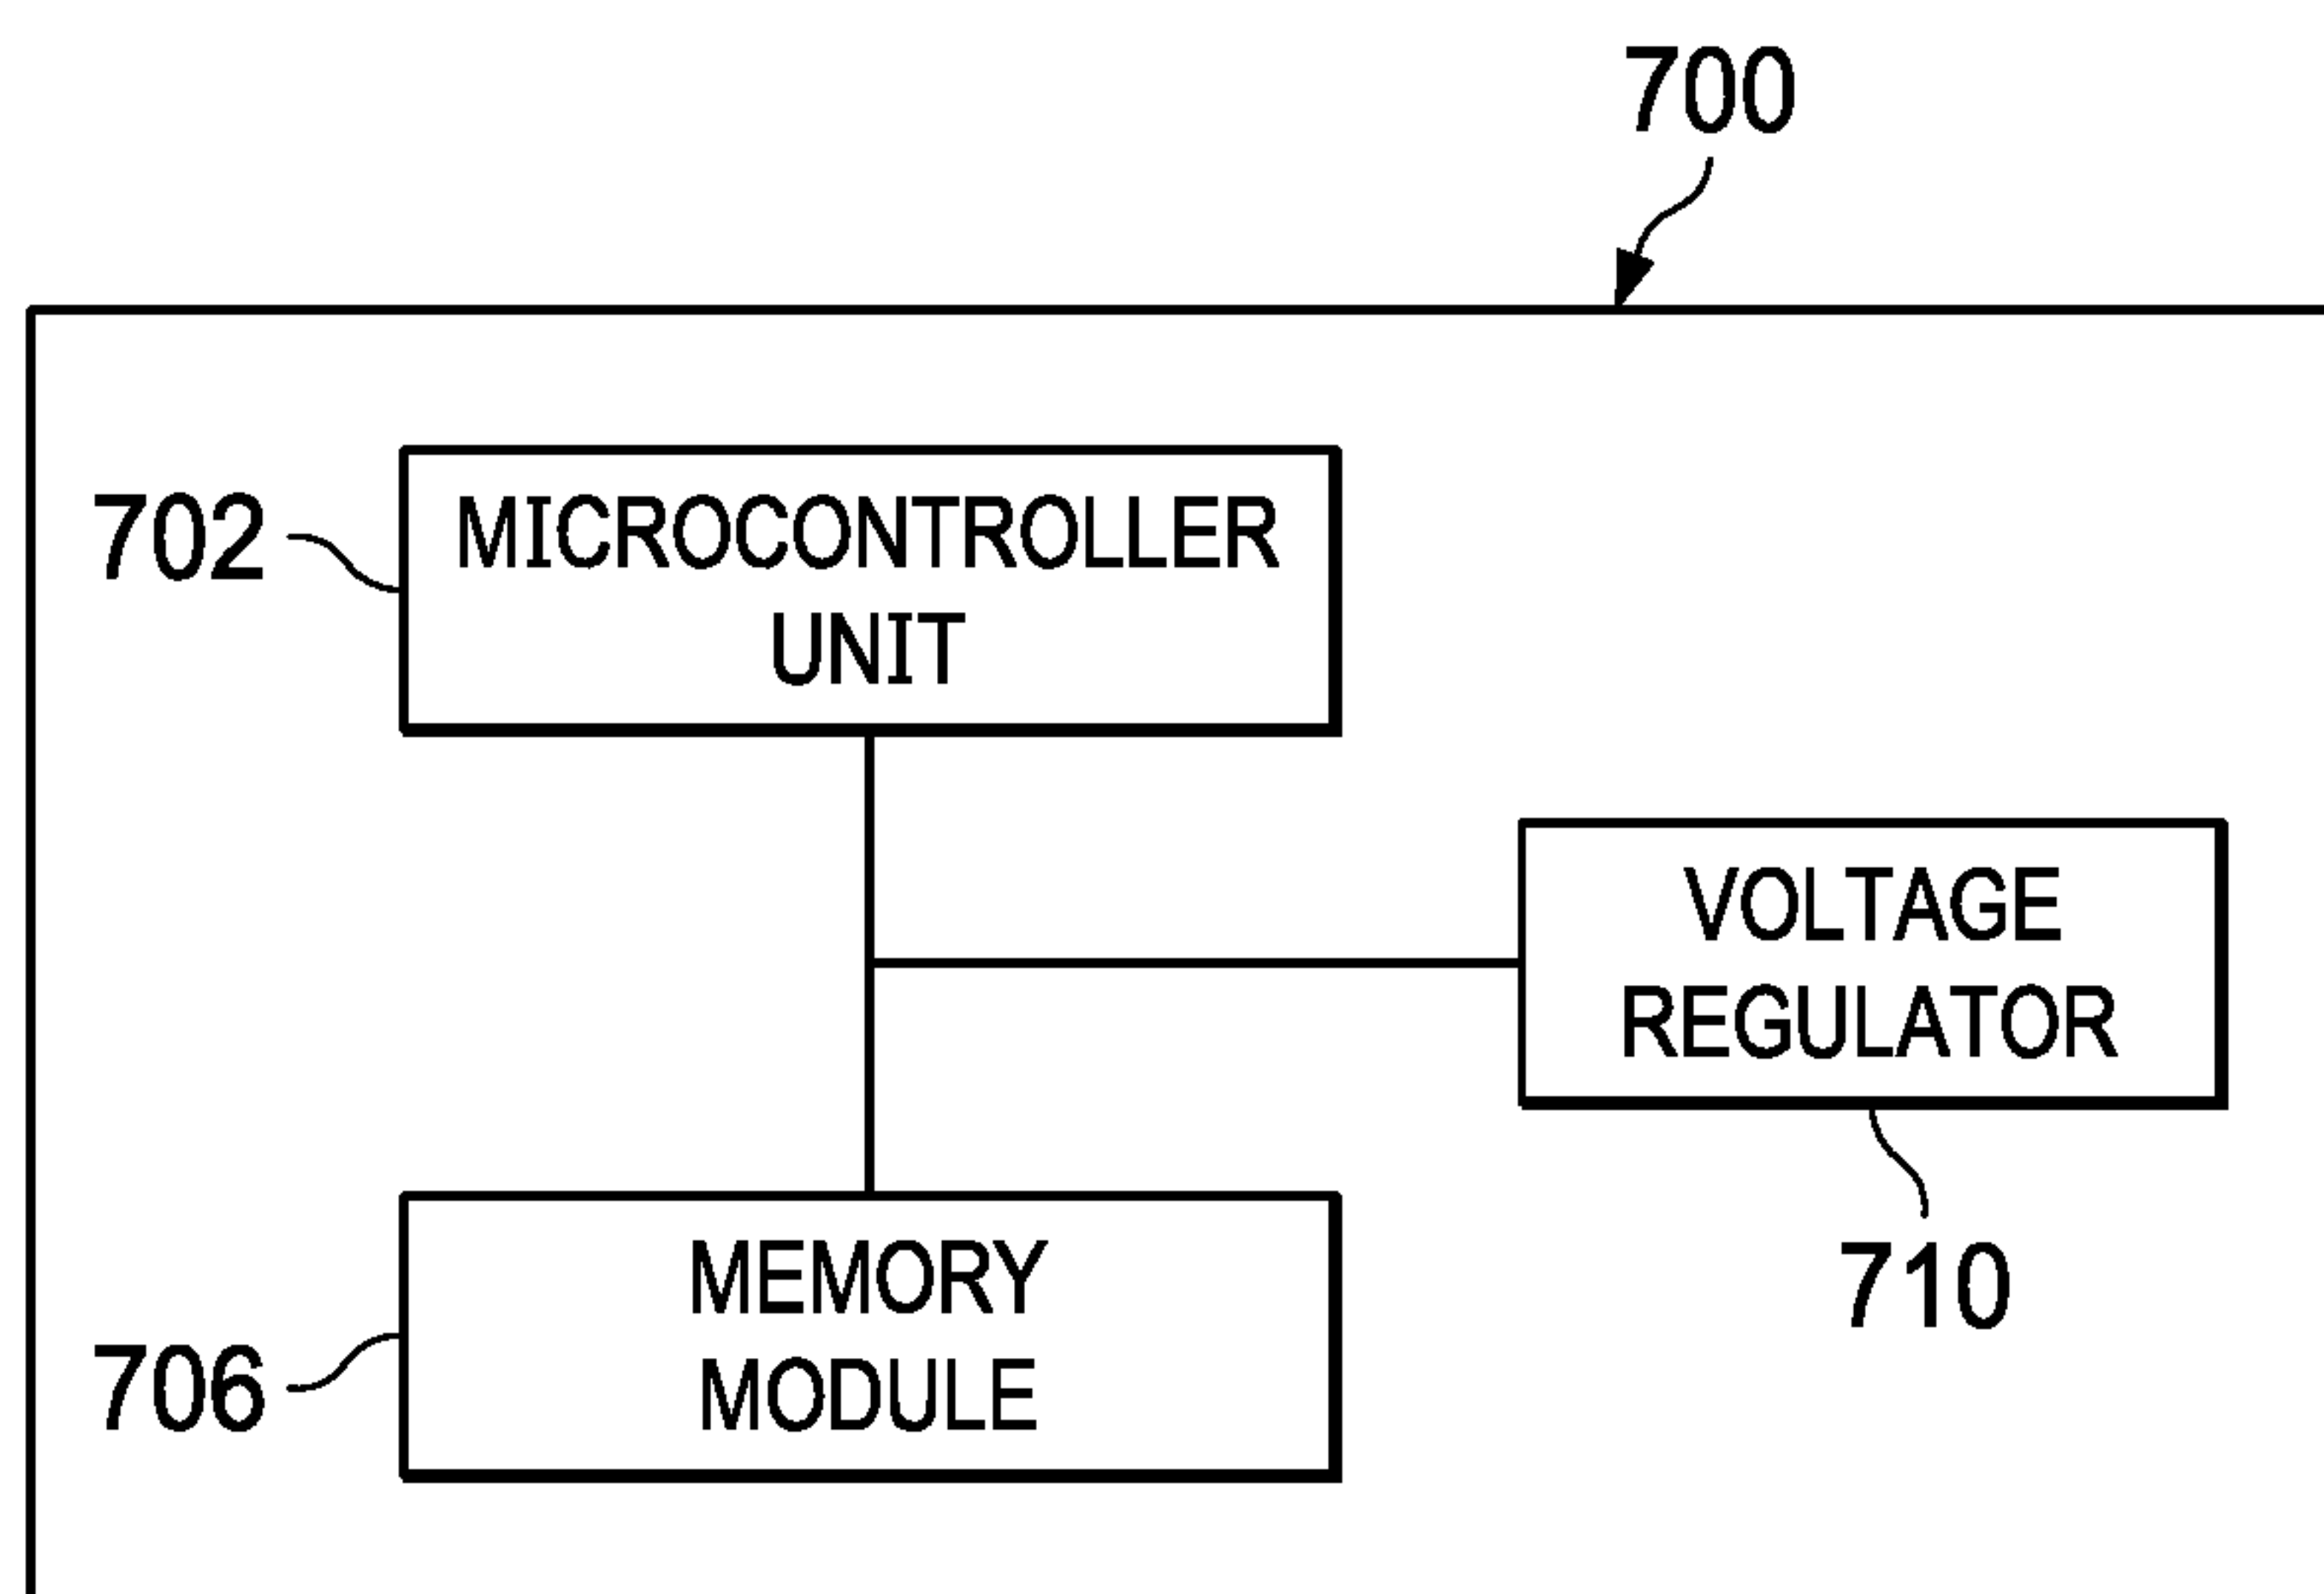 700
702
MICROCONTROLLER
UNIT
VOLTAGE
REGULATOR
710
MEMORY
MODULE
706